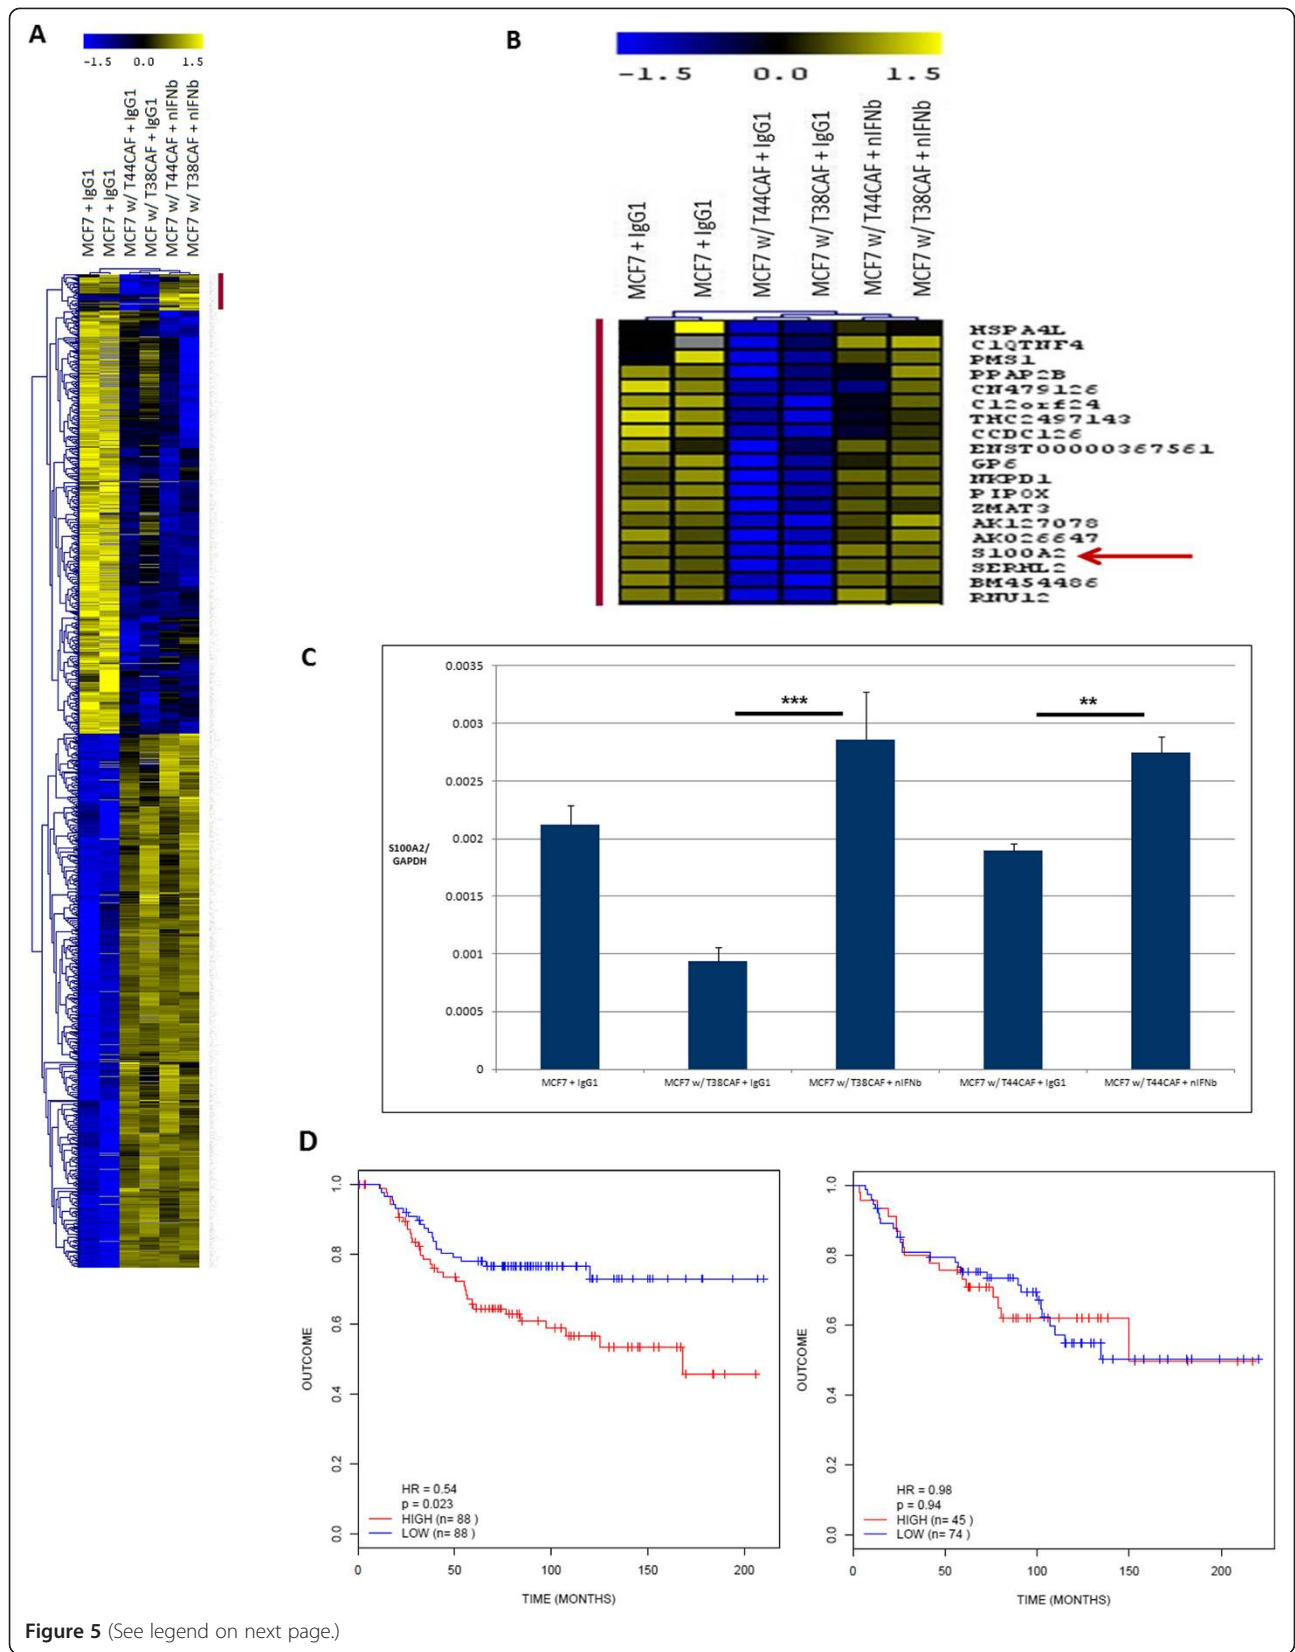 A
-1.5 0.0 1.5
MCF7 + IgG1
MCF7 + IgG1
MCF7 w/ T44CAF + IgG1
MCF w/ T38CAF + IgG1
MCF7 w/ T44CAF + nIFNb
MCF7 w/ T38CAF + nIFNb
B
-1.5 0.0 1.5
MCF7 + IgG1
MCF7 + IgG1
MCF7 w/ T44CAF + IgG1
MCF7 w/ T38CAF + IgG1
MCF7 w/ T44CAF + nIFNb
MCF7 w/ T38CAF + nIFNb
HSPA4L
C1QTNF4
PMS1
PPAP2B
CN479126
C12orf24
THC2497143
CCDC126
ENST00000367561
GP6
NKPD1
PIPOX
ZMAT3
AK127078
AK026647
S100A2
SERHL2
BM454486
RNU12
C
0.0035
0.003
0.0025
0.002
0.0015
0.001
0.0005
0
S100A2/
GAPDH
***
**
MCF7 + IgG1
MCF7 w/ T38CAF + IgG1
MCF7 w/ T38CAF + nIFNb
MCF7 w/ T44CAF + IgG1
MCF7 w/ T44CAF + nIFNb
D
1.0
0.8
0.6
0.4
0.2
0.0
OUTCOME
HR = 0.54
p = 0.023
HIGH (n= 88 )
LOW (n= 88 )
0 50 100 150 200
TIME (MONTHS)
1.0
0.8
0.6
0.4
0.2
0.0
OUTCOME
HR = 0.98
p = 0.94
HIGH (n= 45 )
LOW (n= 74 )
0 50 100 150 200
TIME (MONTHS)
Figure 5 (See legend on next page.)